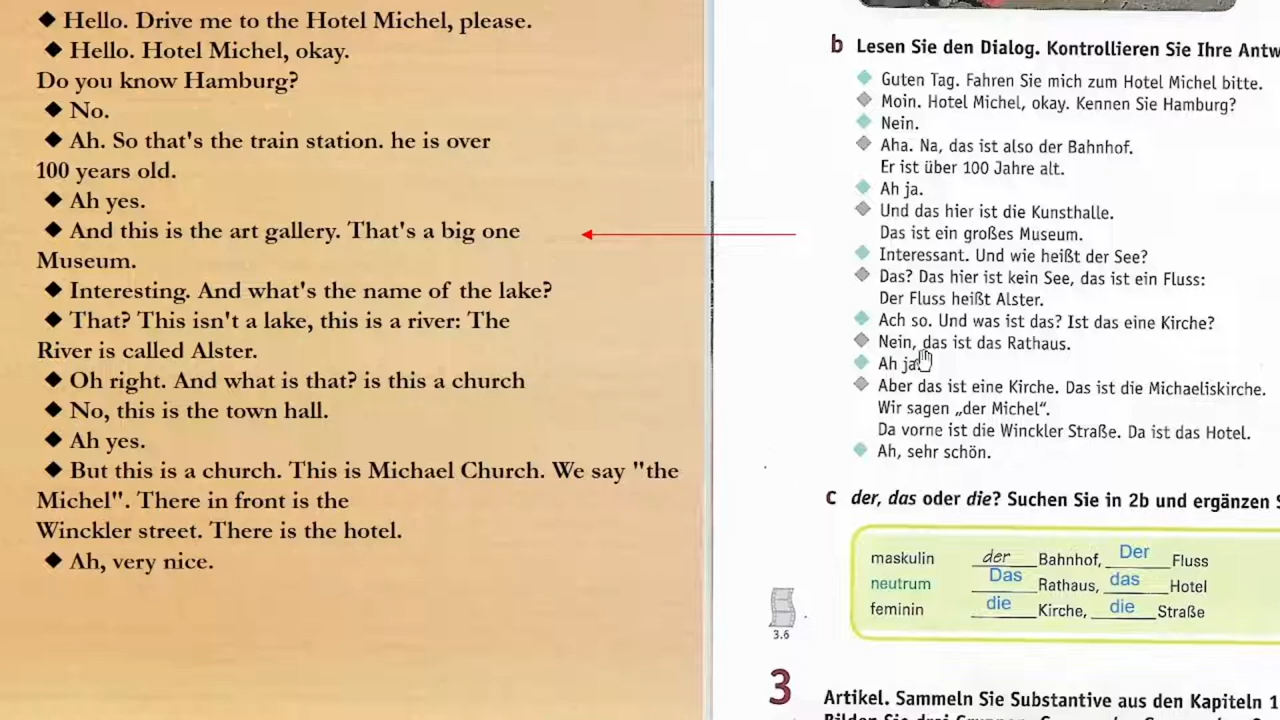 ◆ Hello. Drive me to the Hotel Michel, please.
◆ Hello. Hotel Michel, okay.
Do you know Hamburg?
◆ No.
◆ Ah. So that's the train station. he is over
100 years old.
◆ Ah yes.
◆ And this is the art gallery. That's a big one
Museum.
◆ Interesting. And what's the name of the lake?
◆ That? This isn't a lake, this is a river: The
River is called Alster.
◆ Oh right. And what is that? is this a church
◆ No, this is the town hall.
◆ Ah yes.
◆ But this is a church. This is Michael Church. We say "the
Michel". There in front is the
Winckler street. There is the hotel.
◆ Ah, very nice.
b Lesen Sie den Dialog. Kontrollieren Sie Ihre
◆ Guten Tag. Fahren Sie mich zum Hotel Michel bitte.
◆ Moin. Hotel Michel, okay. Kennen Sie Hamburg?
◆ Nein.
◆ Aha. Na, das ist also der Bahnhof.
Er ist über 100 Jahre alt.
◆ Ah ja.
◆ Und das hier ist die Kunsthalle.
Das ist ein großes Museum.
◆ Interessant. Und wie heißt der See?
◆ Das? Das hier ist kein See, das ist ein Fluss:
Der Fluss heißt Alster.
◆ Ach so. Und was ist das? Ist das eine Kirche?
◆ Nein, das ist das Rathaus.
◆ Ah ja
◆ Aber das ist eine Kirche. Das ist die Michaeliskirche.
Wir sagen „der Michel“.
Da vorne ist die Winckler Straße. Da ist das Hotel.
◆ Ah, sehr schön.
c der, das oder die? Suchen Sie in 2b und ergänzen
maskulin der Bahnhof, Der Fluss
neutrum Das Rathaus, das Hotel
feminin die Kirche, die Straße
3.6
3 Artikel. Sammeln Sie Substantive aus den Kapiteln 1